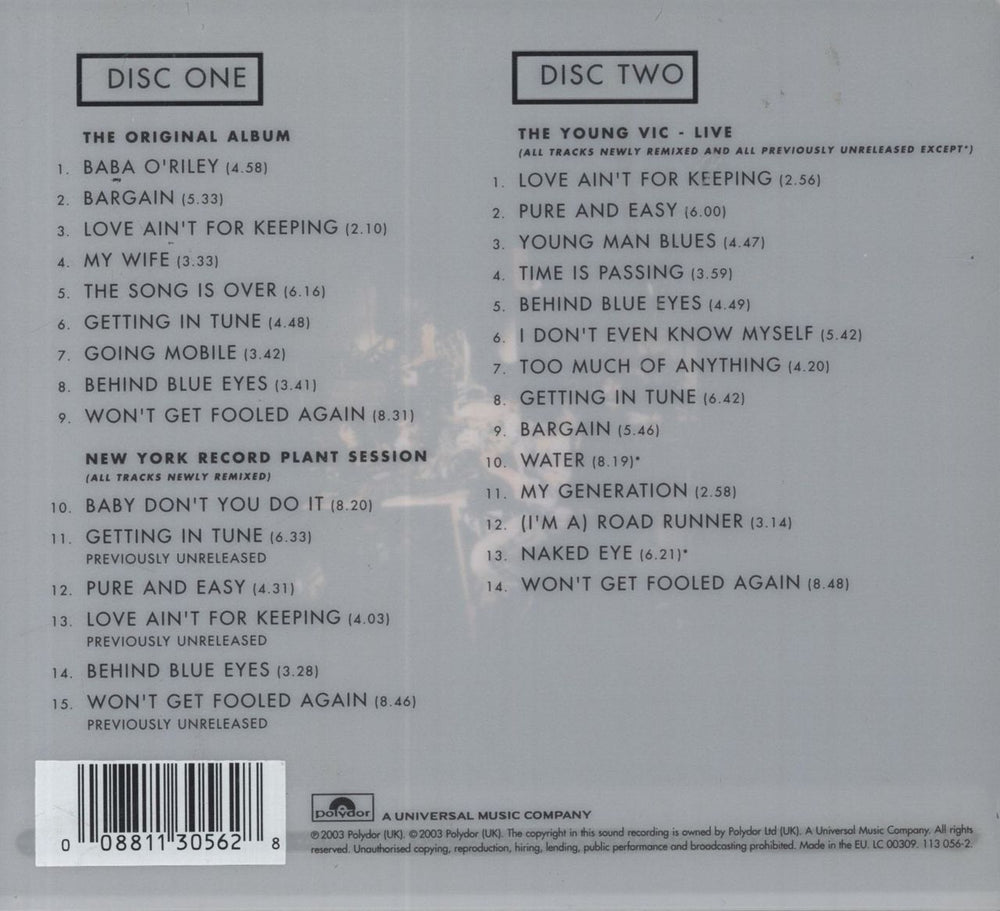 DISC ONE
THE ORIGINAL ALBUM
1. BABA O'RILEY (4.58)
2. BARGAIN (5.33)
3. LOVE AIN'T FOR KEEPING (2.10)
4. MY WIFE (3.33)
5. THE SONG IS OVER (6.16)
6. GETTING IN TUNE (4.48)
7. GOING MOBILE (3.42)
8. BEHIND BLUE EYES (3.41)
9. WON'T GET FOOLED AGAIN (8.31)
NEW YORK RECORD PLANT SESSION
(ALL TRACKS NEWLY REMIXED)
10. BABY DON'T YOU DO IT (8.20)
11. GETTING IN TUNE (6.33)
PREVIOUSLY UNRELEASED
12. PURE AND EASY (4.31)
13. LOVE AIN'T FOR KEEPING (4.03)
PREVIOUSLY UNRELEASED
14. BEHIND BLUE EYES (3.28)
15. WON'T GET FOOLED AGAIN (8.46)
PREVIOUSLY UNRELEASED
DISC TWO
THE YOUNG VIC - LIVE
(ALL TRACKS NEWLY REMIXED AND ALL PREVIOUSLY UNRELEASED EXCEPT*)
1. LOVE AIN'T FOR KEEPING (2.56)
2. PURE AND EASY (6.00)
3. YOUNG MAN BLUES (4.47)
4. TIME IS PASSING (3.59)
5. BEHIND BLUE EYES (4.49)
6. I DON'T EVEN KNOW MYSELF (5.42)
7. TOO MUCH OF ANYTHING (4.20)
8. GETTING IN TUNE (6.42)
9. BARGAIN (5.46)
10. WATER (8.19)*
11. MY GENERATION (2.58)
12. (I'M A) ROAD RUNNER (3.14)
13. NAKED EYE (6.21)*
14. WON'T GET FOOLED AGAIN (8.48)
0 08811 30562 8
polydor A UNIVERSAL MUSIC COMPANY
℗ 2003 Polydor (UK). © 2003 Polydor (UK). The copyright in this sound recording is owned by Polydor Ltd (UK). A Universal Music Company. All rights
reserved. Unauthorised copying, reproduction, hiring, lending, public performance and broadcasting prohibited. Made in the EU. LC 00309. 113 056-2.